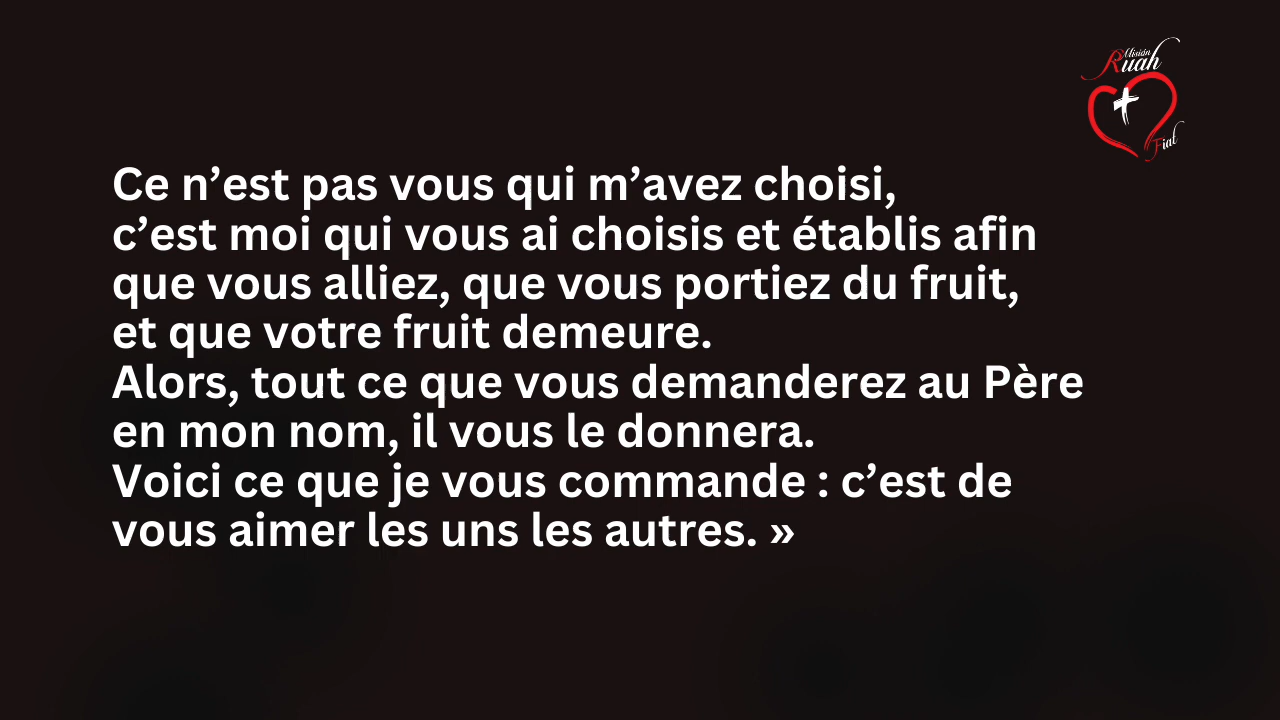 Misión
Ruah
Fiat
Ce n’est pas vous qui m’avez choisi,
c’est moi qui vous ai choisis et établis afin
que vous alliez, que vous portiez du fruit,
et que votre fruit demeure.
Alors, tout ce que vous demanderez au Père
en mon nom, il vous le donnera.
Voici ce que je vous commande : c’est de
vous aimer les uns les autres. »